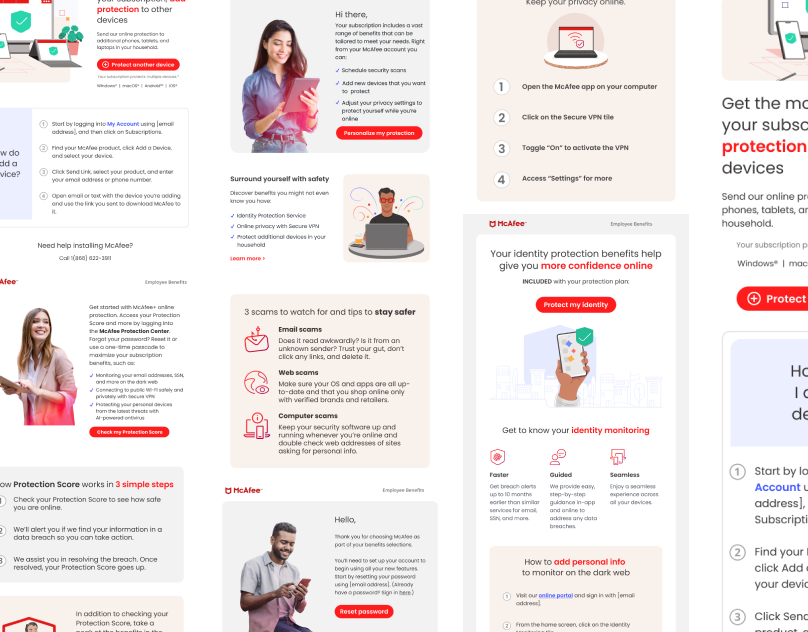 your subscription, add
protection to other
devices
Send our online protection to
additional phones, tablets, and
laptops in your household.
Protect another device
Your subscription protects multiple devices.*
Windows® | macOS® | Android™ | iOS®
1 Start by logging into My Account using [email
address], and then click on Subscriptions.
2 Find your McAfee product, click Add a Device,
and select your device.
3 Click Send Link, select your product, and enter
your email address or phone number.
4 Open email or text with the device you're adding
and use the link you sant to download McAfee to
it.
w do
dd a
vice?
Need help installing McAfee?
Call 1(866) 622-3911
Afee
Employee Benefits
Get started with McAfee+ online
protection. Access your Protection
Score and more by logging into
the McAfee Protection Center.
Forgot your password? Reset it or
use a one-time passcode to
maximize your subscription
benefits, such as:
✓ Monitoring your email addresses, SSN,
and more on the dark web
✓ Connecting to public Wi-Fi safely and
privately with Secure VPN
✓ Protecting your personal devices
from the latest threats with
AI-powered antivirus
Check my Protection Score
ow Protection Score works in 3 simple steps
Check your Protection Score to see how safe
you are online.
We'll alert you if we find your information in a
data breach so you can take action.
We assist you in resolving the breach. Once
resolved, your Protection Score goes up.
In addition to checking your
Protection Score, take a
Hi there,
Your subscription includes a vast
range of benefits that can be
tailored to meet your needs. Right
from your McAfee account you
can:
✓ Schedule security scans
✓ Add new devices that you want
to protect
✓ Adjust your privacy settings to
protect yourself while you're
online
Personalize my protection
Surround yourself with safety
Discover benefits you might not even
know you have:
✓ Identity Protection Service
✓ Online privacy with Secure VPN
✓ Protect additional devices in your
household
Learn more >
3 scams to watch for and tips to stay safer
Email scams
Does it read awkwardly? Is it from an
unknown sender? Trust your gut, don't
click any links, and delete it.
Web scams
Make sure your OS and apps are all up-
to-date and that you shop online only
with verified brands and retailers.
Computer scams
Keep your security software up and
running whenever you're online and
double check web addresses of sites
asking for personal info.
McAfee
Employee Benefits
Hello,
Thank you for choosing McAfee as
part of your benefits selections.
You'll need to set up your account to
begin using all your new features.
Start by resetting your password
using [email address]. (Already
have a password? Sign in here.)
Reset password
Keep your privacy online.
1 Open the McAfee app on your computer
2 Click on the Secure VPN tile
3 Toggle "On" to activate the VPN
4 Access "Settings" for more
McAfee
Employee Benefits
Your identity protection benefits help
give you more confidence online
INCLUDED with your protection plan:
Protect my identity
Get to know your identity monitoring
Faster
Get breach alerts
up to 10 months
earlier than similar
services for email,
SSN, and more.
Guided
We provide easy,
step-by-step
guidance in-app
and online to
address any data
breaches.
Seamless
Enjoy a seamless
experience across
all your devices.
How to add personal info
to monitor on the dark web
1 Visit our online portal and sign in with [email
address].
2 From the home screen, click on the Identity
Get the mo
your subsc
protection
devices
Send our online pro
phones, tablets, an
household.
Your subscription p
Windows® | mac
Protect
Ho
I a
de
1 Start by lo
Account u
address],
Subscripti
2 Find your
click Add
your devic
3 Click Send